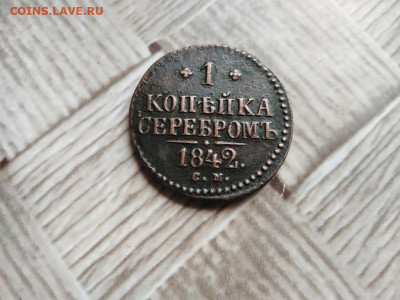 COINS.LAVE.RU
1
КОПѢЙКА
СЕРЕБРОМЪ
1842.
С. М.